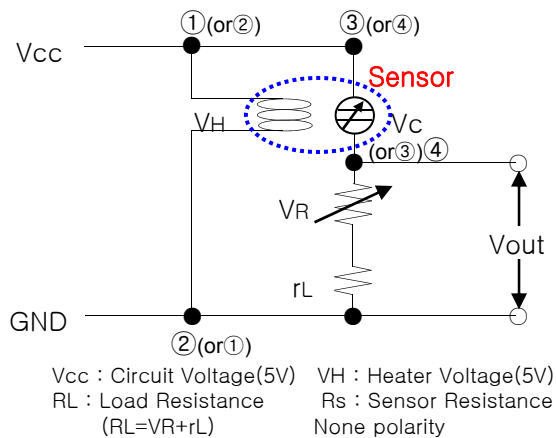 ①(or②) ③(or④)
Vcc
Sensor
VH Vc
(or③)④
VR
Vout
rL
GND
②(or①)
Vcc : Circuit Voltage(5V) VH : Heater Voltage(5V)
RL : Load Resistance Rs : Sensor Resistance
(RL=VR+rL) None polarity